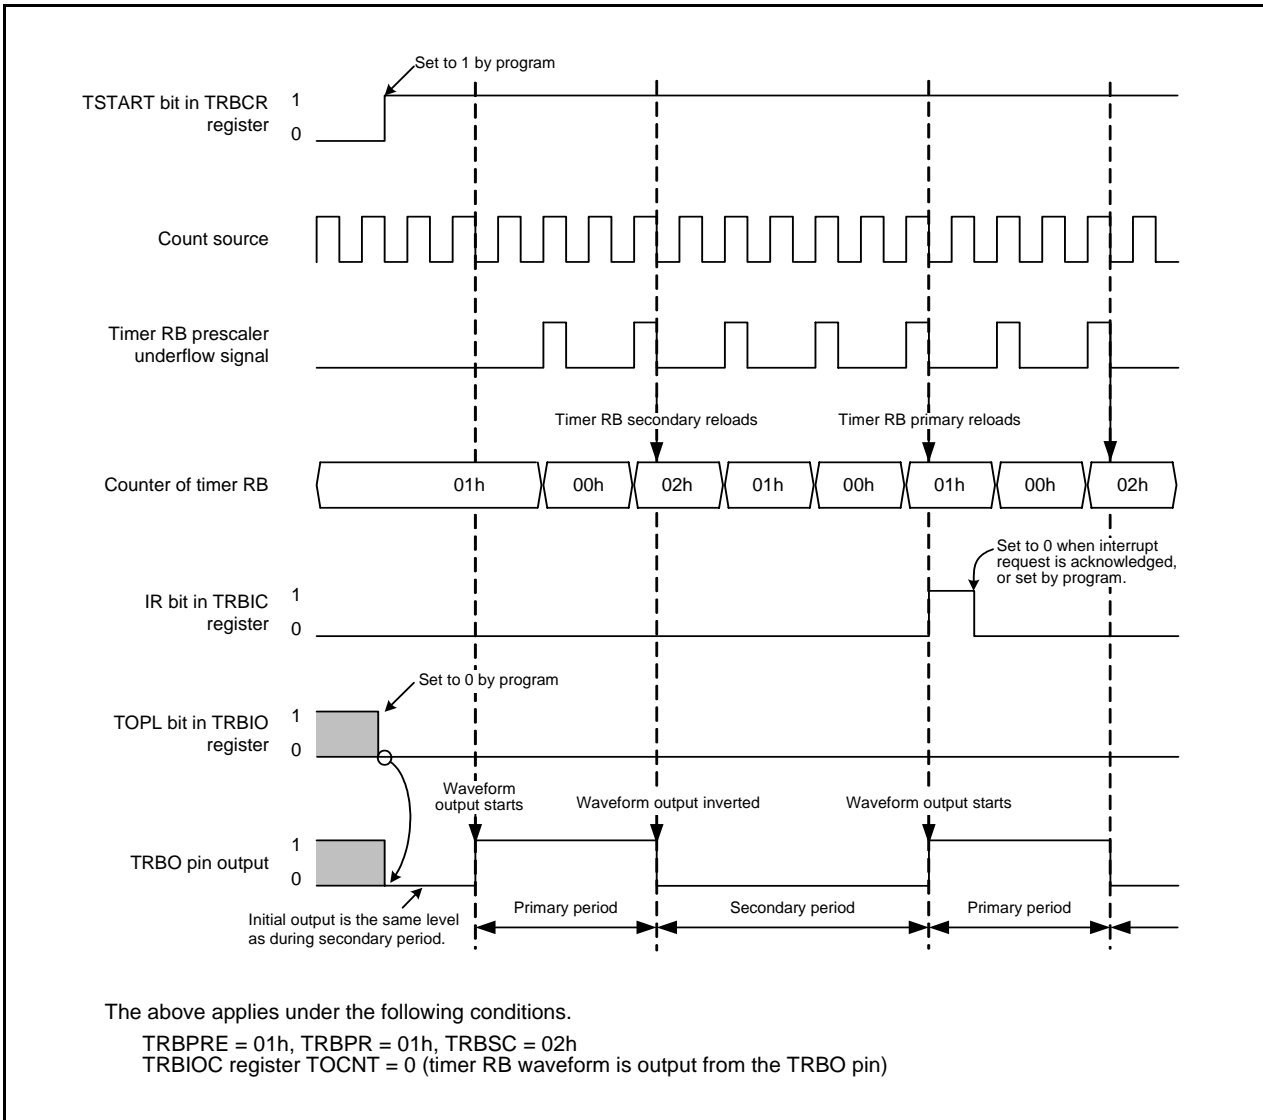 Set to 1 by program
TSTART bit in TRBCR
register
1
0
Count source
Timer RB prescaler
underflow signal
Timer RB secondary reloads
Timer RB primary reloads
Counter of timer RB
01h
00h
02h
01h
00h
01h
00h
02h
Set to 0 when interrupt
request is acknowledged,
or set by program.
IR bit in TRBIC
register
1
0
Set to 0 by program
TOPL bit in TRBIO
register
1
0
Waveform
output starts
Waveform output inverted
Waveform output starts
TRBO pin output
1
0
Initial output is the same level
as during secondary period.
Primary period
Secondary period
Primary period
The above applies under the following conditions.
TRBPRE = 01h, TRBPR = 01h, TRBSC = 02h
TRBIOC register TOCNT = 0 (timer RB waveform is output from the TRBO pin)